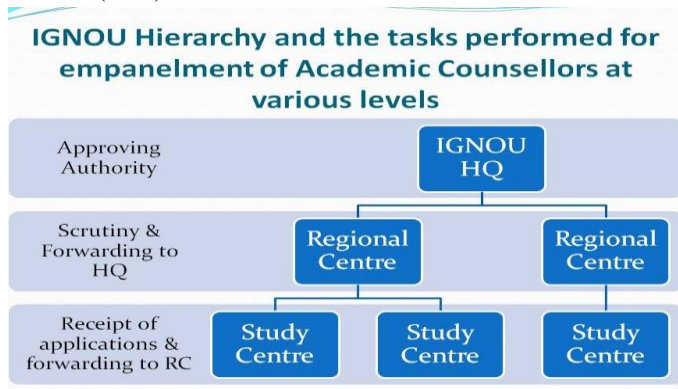 IGNOU Hierarchy and the tasks performed for
empanelment of Academic Counsellors at
various levels
Approving
Authority
IGNOU
HQ
Scrutiny &
Forwarding to
HQ
Regional
Centre
Regional
Centre
Receipt of
applications &
forwarding to RC
Study
Centre
Study
Centre
Study
Centre